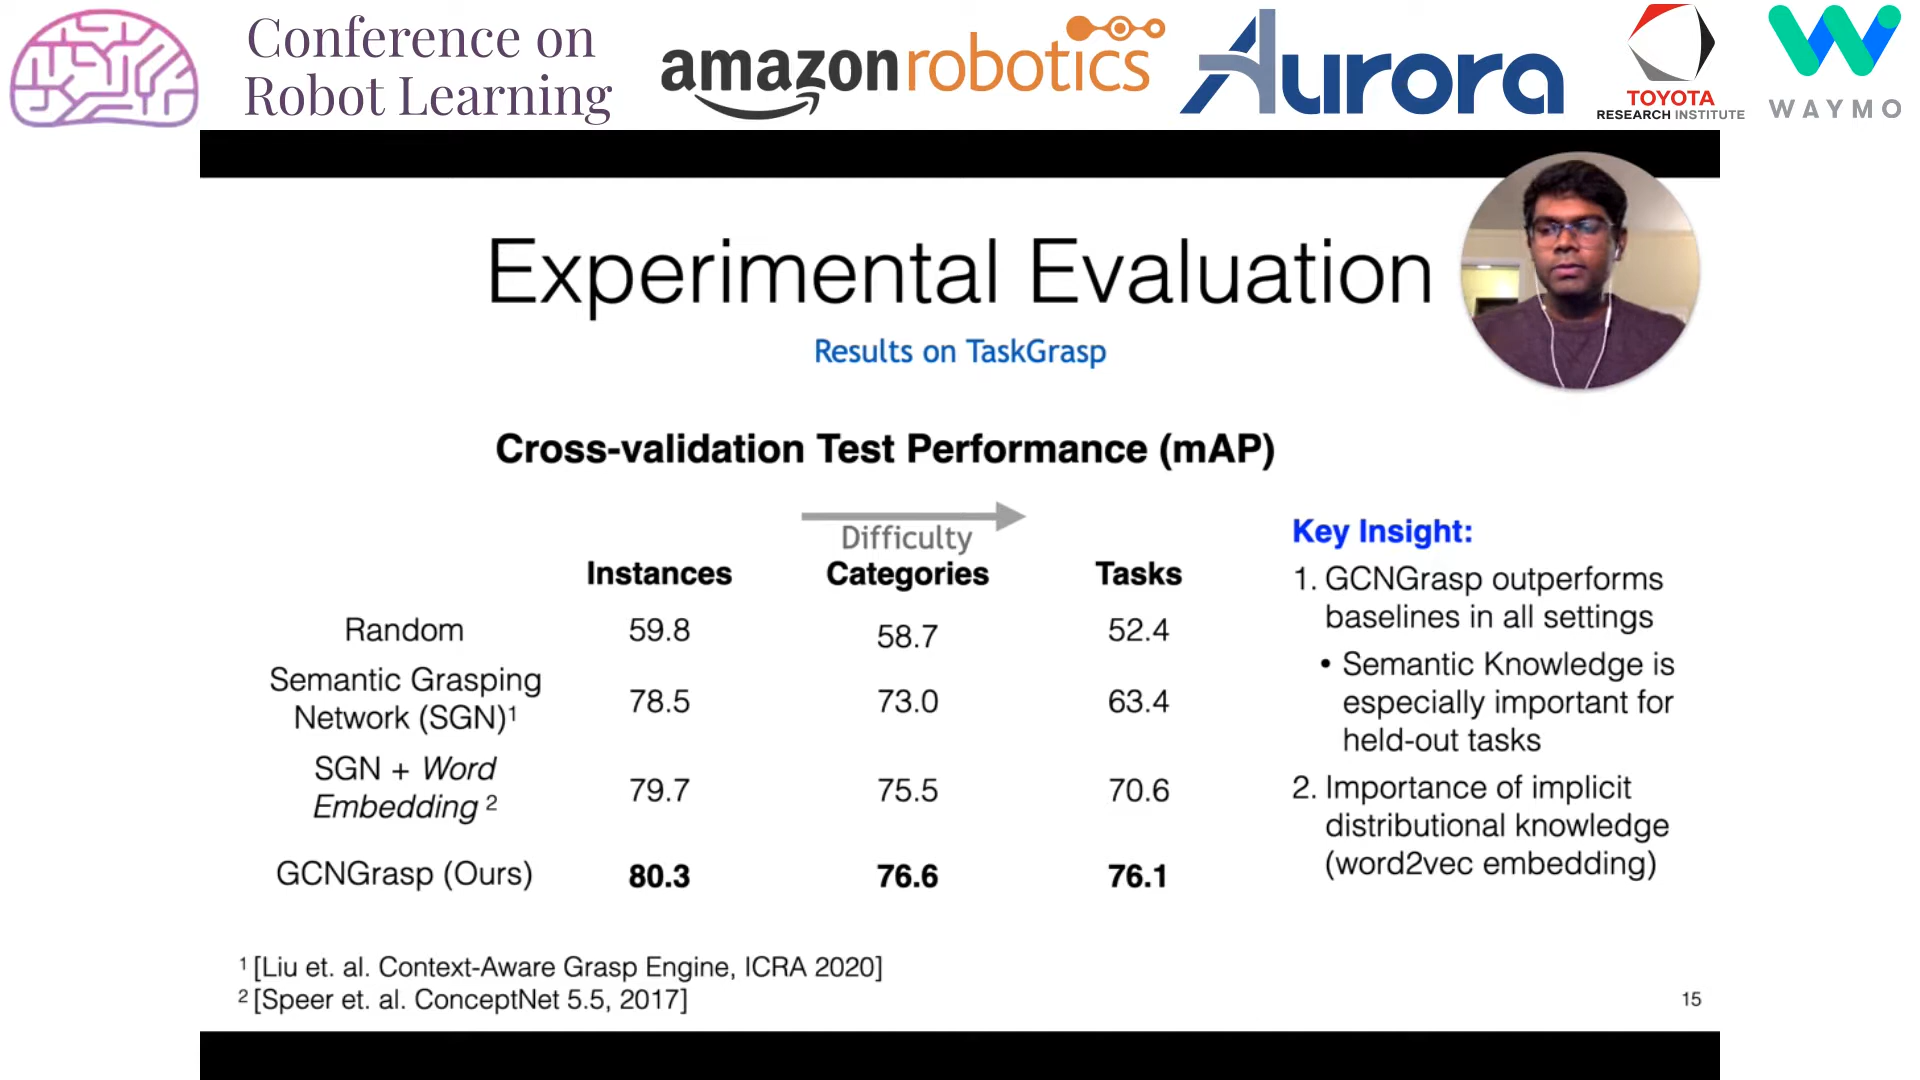 Conference on
Robot Learning
amazon robotics
Aurora
TOYOTA
RESEARCH INSTITUTE
WAYMO
Experimental Evaluation
Results on TaskGrasp
Cross-validation Test Performance (mAP)
Difficulty
Instances Categories Tasks
Random 59.8 58.7 52.4
Semantic Grasping
Network (SGN)¹ 78.5 73.0 63.4
SGN + Word
Embedding ² 79.7 75.5 70.6
GCNGrasp (Ours) 80.3 76.6 76.1
Key Insight:
1. GCNGrasp outperforms
baselines in all settings
• Semantic Knowledge is
especially important for
held-out tasks
2. Importance of implicit
distributional knowledge
(word2vec embedding)
¹ [Liu et. al. Context-Aware Grasp Engine, ICRA 2020]
² [Speer et. al. ConceptNet 5.5, 2017]
15